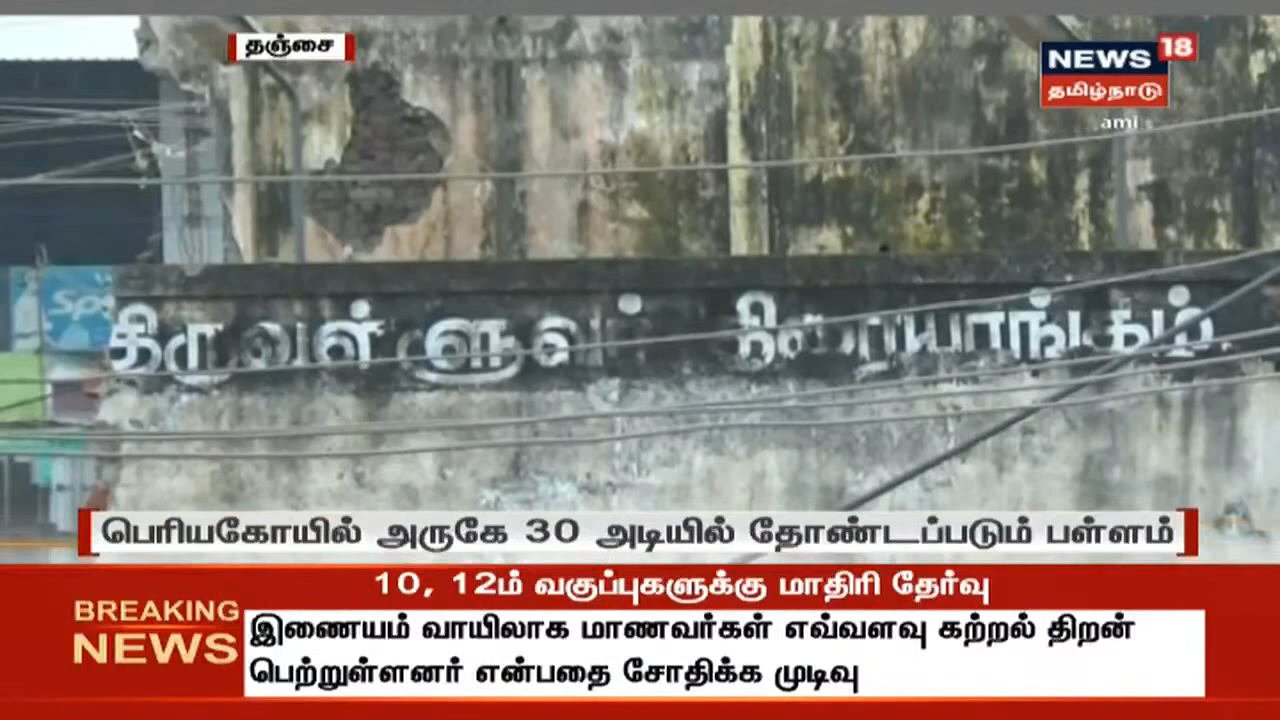 தஞ்சை
NEWS 18
தமிழ்நாடு
ami
திருவள்ளுவர் திரையரங்கம்
பெரியகோயில் அருகே 30 அடியில் தோண்டப்படும் பள்ளம்
10, 12ம் வகுப்புகளுக்கு மாதிரி தேர்வு
BREAKING
NEWS
இணையம் வாயிலாக மாணவர்கள் எவ்வளவு கற்றல் திறன்
பெற்றுள்ளனர் என்பதை சோதிக்க முடிவு